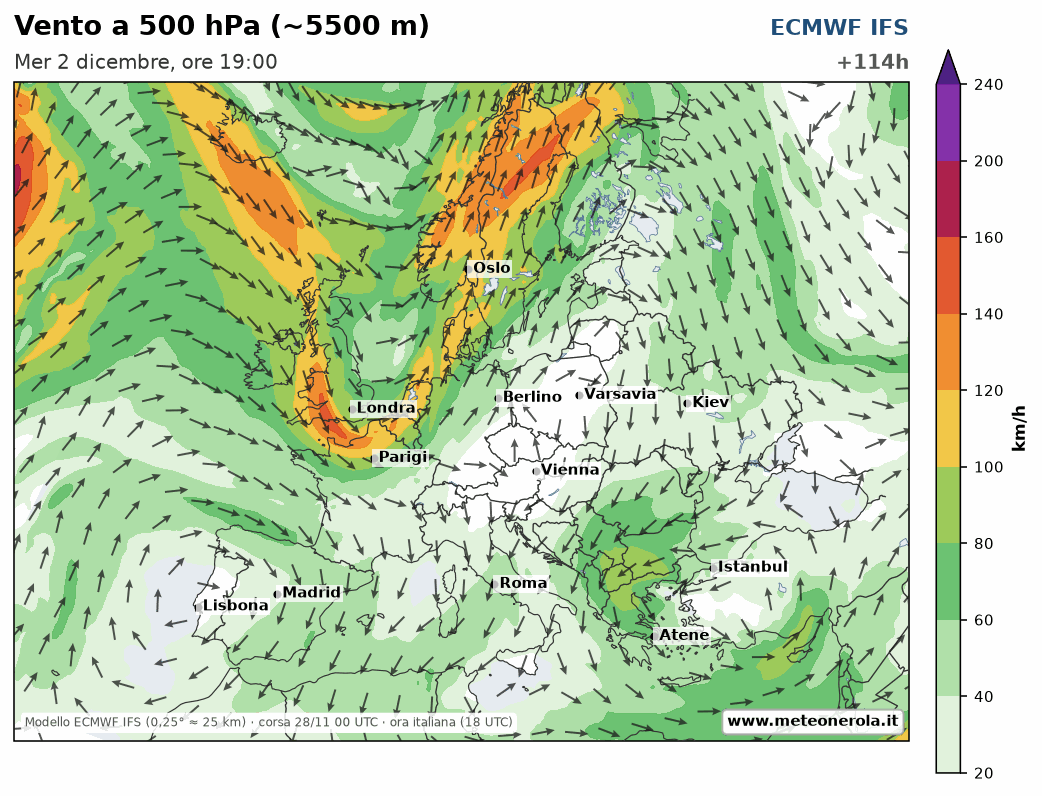 Vento a 500 hPa (~5500 m)
ECMWF IFS
Mer 2 dicembre, ore 19:00
+114h
240
200
160
140
120
100
80
60
40
20
km/h
Oslo
Londra
Berlino
Varsavia
Kiev
Parigi
Vienna
Istanbul
Roma
Madrid
Lisbona
Atene
Modello ECMWF IFS (0,25° ≈ 25 km) · corsa 28/11 00 UTC · ora italiana (18 UTC)
www.meteonerola.it